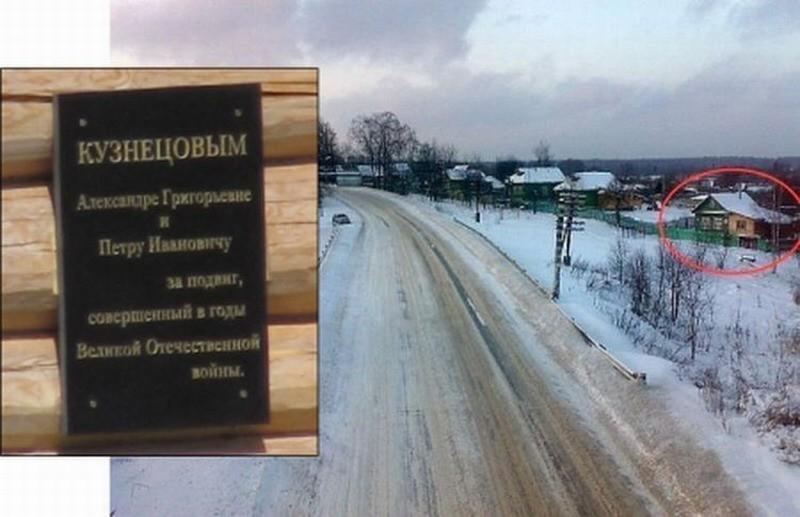 КУЗНЕЦОВЫМ
Александре Григорьевне
и
Петру Ивановичу
за подвиг,
совершенный в годы
Великой Отечественной
войны.